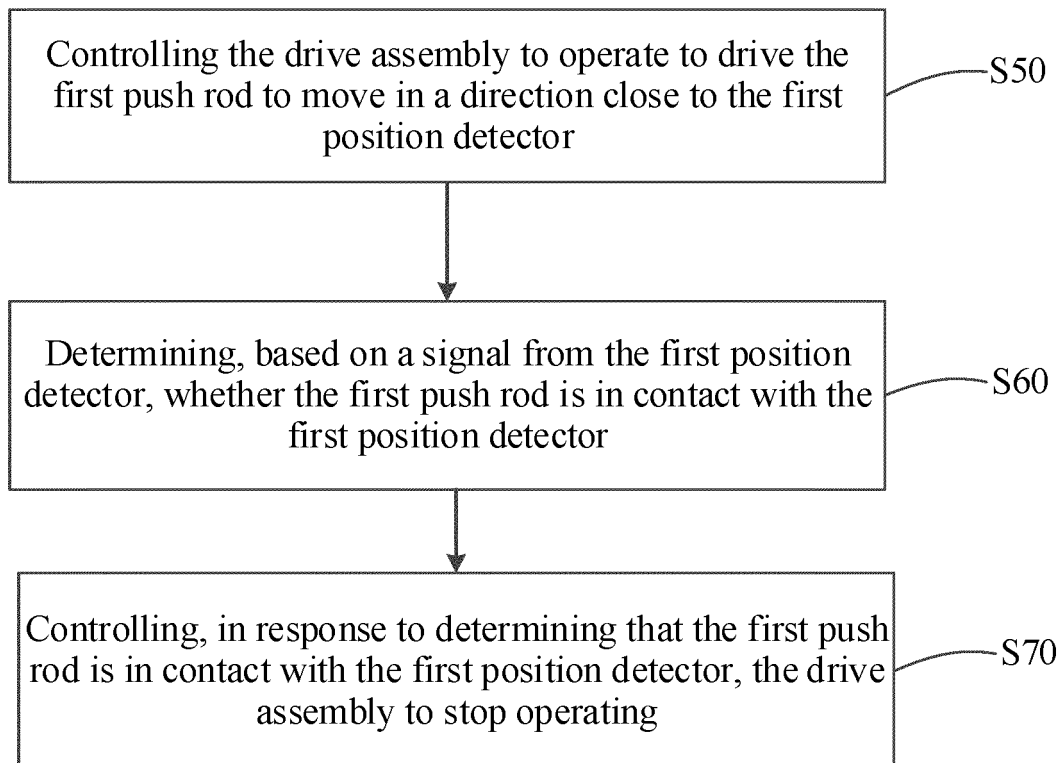 Controlling the drive assembly to operate to drive the
first push rod to move in a direction close to the first
position detector
S50
Determining, based on a signal from the first position
detector, whether the first push rod is in contact with the
first position detector
S60
Controlling, in response to determining that the first push
rod is in contact with the first position detector, the drive
assembly to stop operating
S70